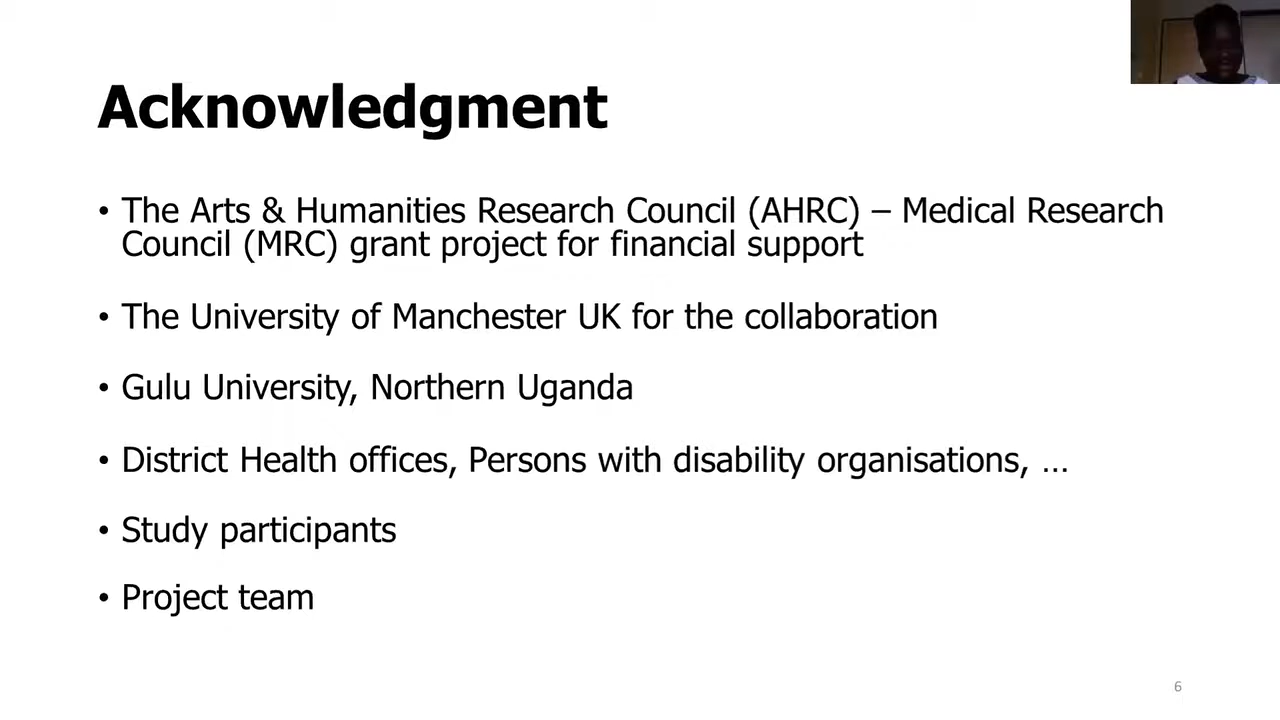 Acknowledgment
• The Arts & Humanities Research Council (AHRC) – Medical Research
Council (MRC) grant project for financial support
• The University of Manchester UK for the collaboration
• Gulu University, Northern Uganda
• District Health offices, Persons with disability organisations, …
• Study participants
• Project team
6